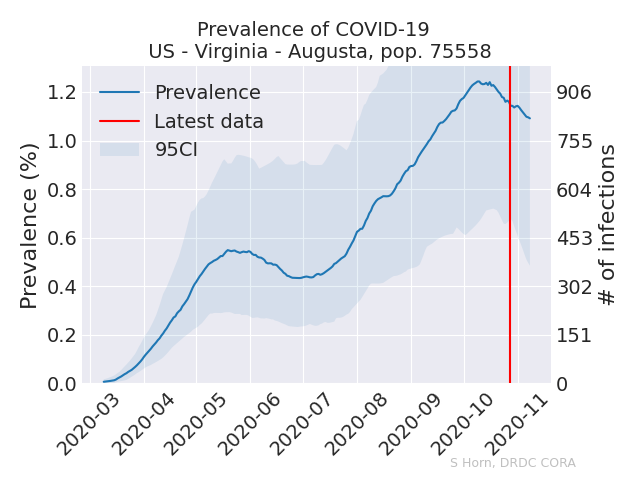 Prevalence of COVID-19
US - Virginia - Augusta, pop. 75558
Prevalence
Latest data
95CI
Prevalence (%)
1.2
1.0
0.8
0.6
0.4
0.2
0.0
906
755
604
453
302
151
0
# of infections
2020-03
2020-04
2020-05
2020-06
2020-07
2020-08
2020-09
2020-10
2020-11
S Horn, DRDC CORA